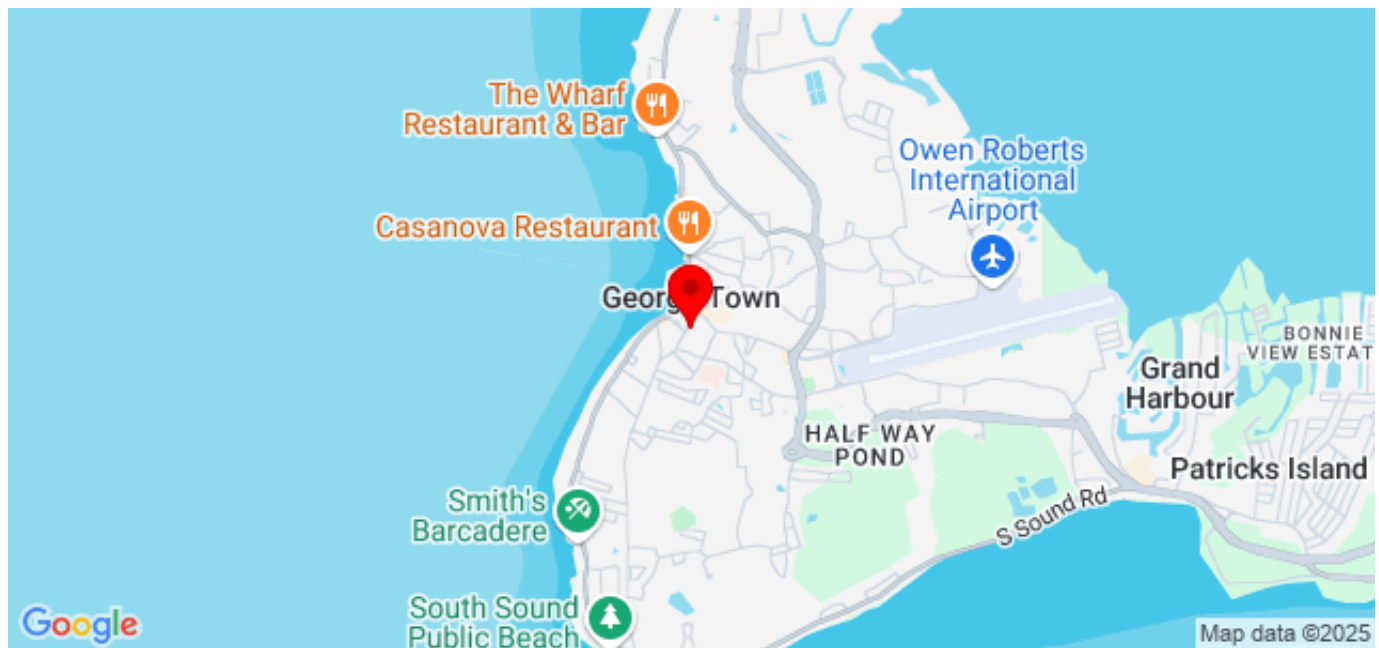 The Wharf
Restaurant & Bar
Owen Roberts
International
Airport
Casanova Restaurant
George Town
BONNIE
VIEW ESTAT
Grand
Harbour
HALF WAY
POND
Patricks Island
Smith's
Barcadere
S Sound Rd
South Sound
Public Beach
Google
Map data ©2025